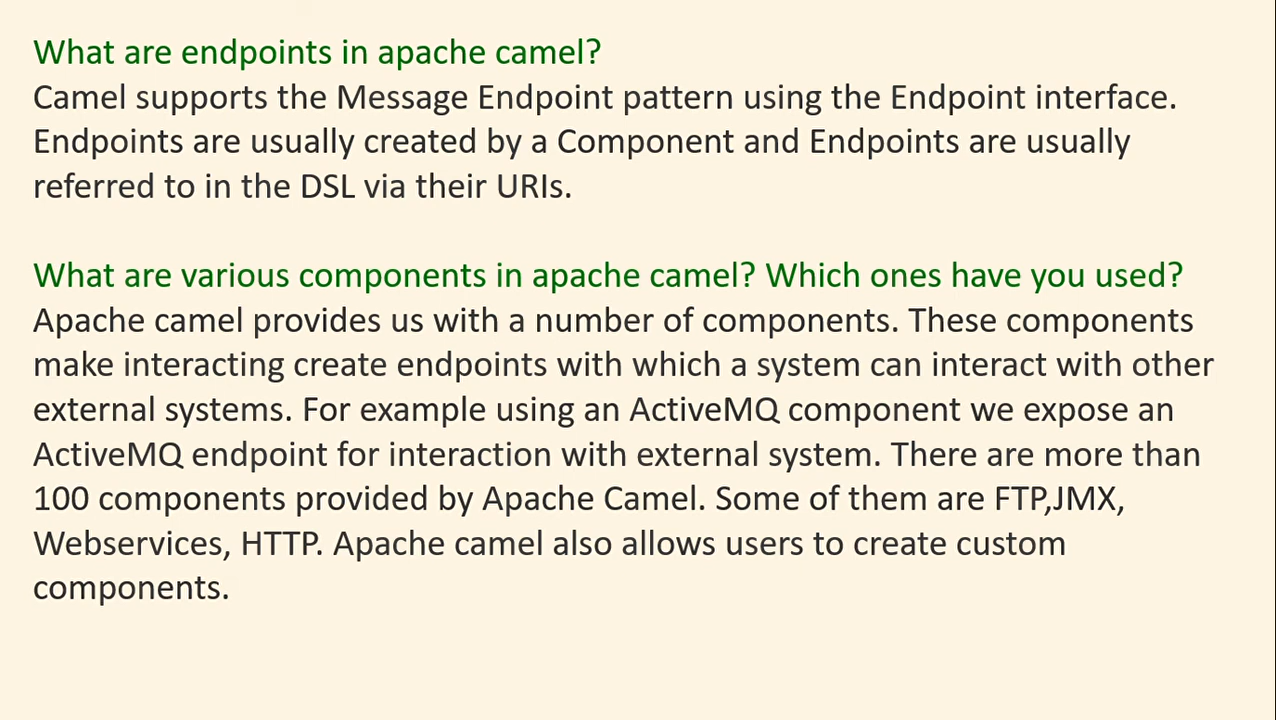 What are endpoints in apache camel?
Camel supports the Message Endpoint pattern using the Endpoint interface.
Endpoints are usually created by a Component and Endpoints are usually
referred to in the DSL via their URIs.
What are various components in apache camel? Which ones have you used?
Apache camel provides us with a number of components. These components
make interacting create endpoints with which a system can interact with other
external systems. For example using an ActiveMQ component we expose an
ActiveMQ endpoint for interaction with external system. There are more than
100 components provided by Apache Camel. Some of them are FTP,JMX,
Webservices, HTTP. Apache camel also allows users to create custom
components.